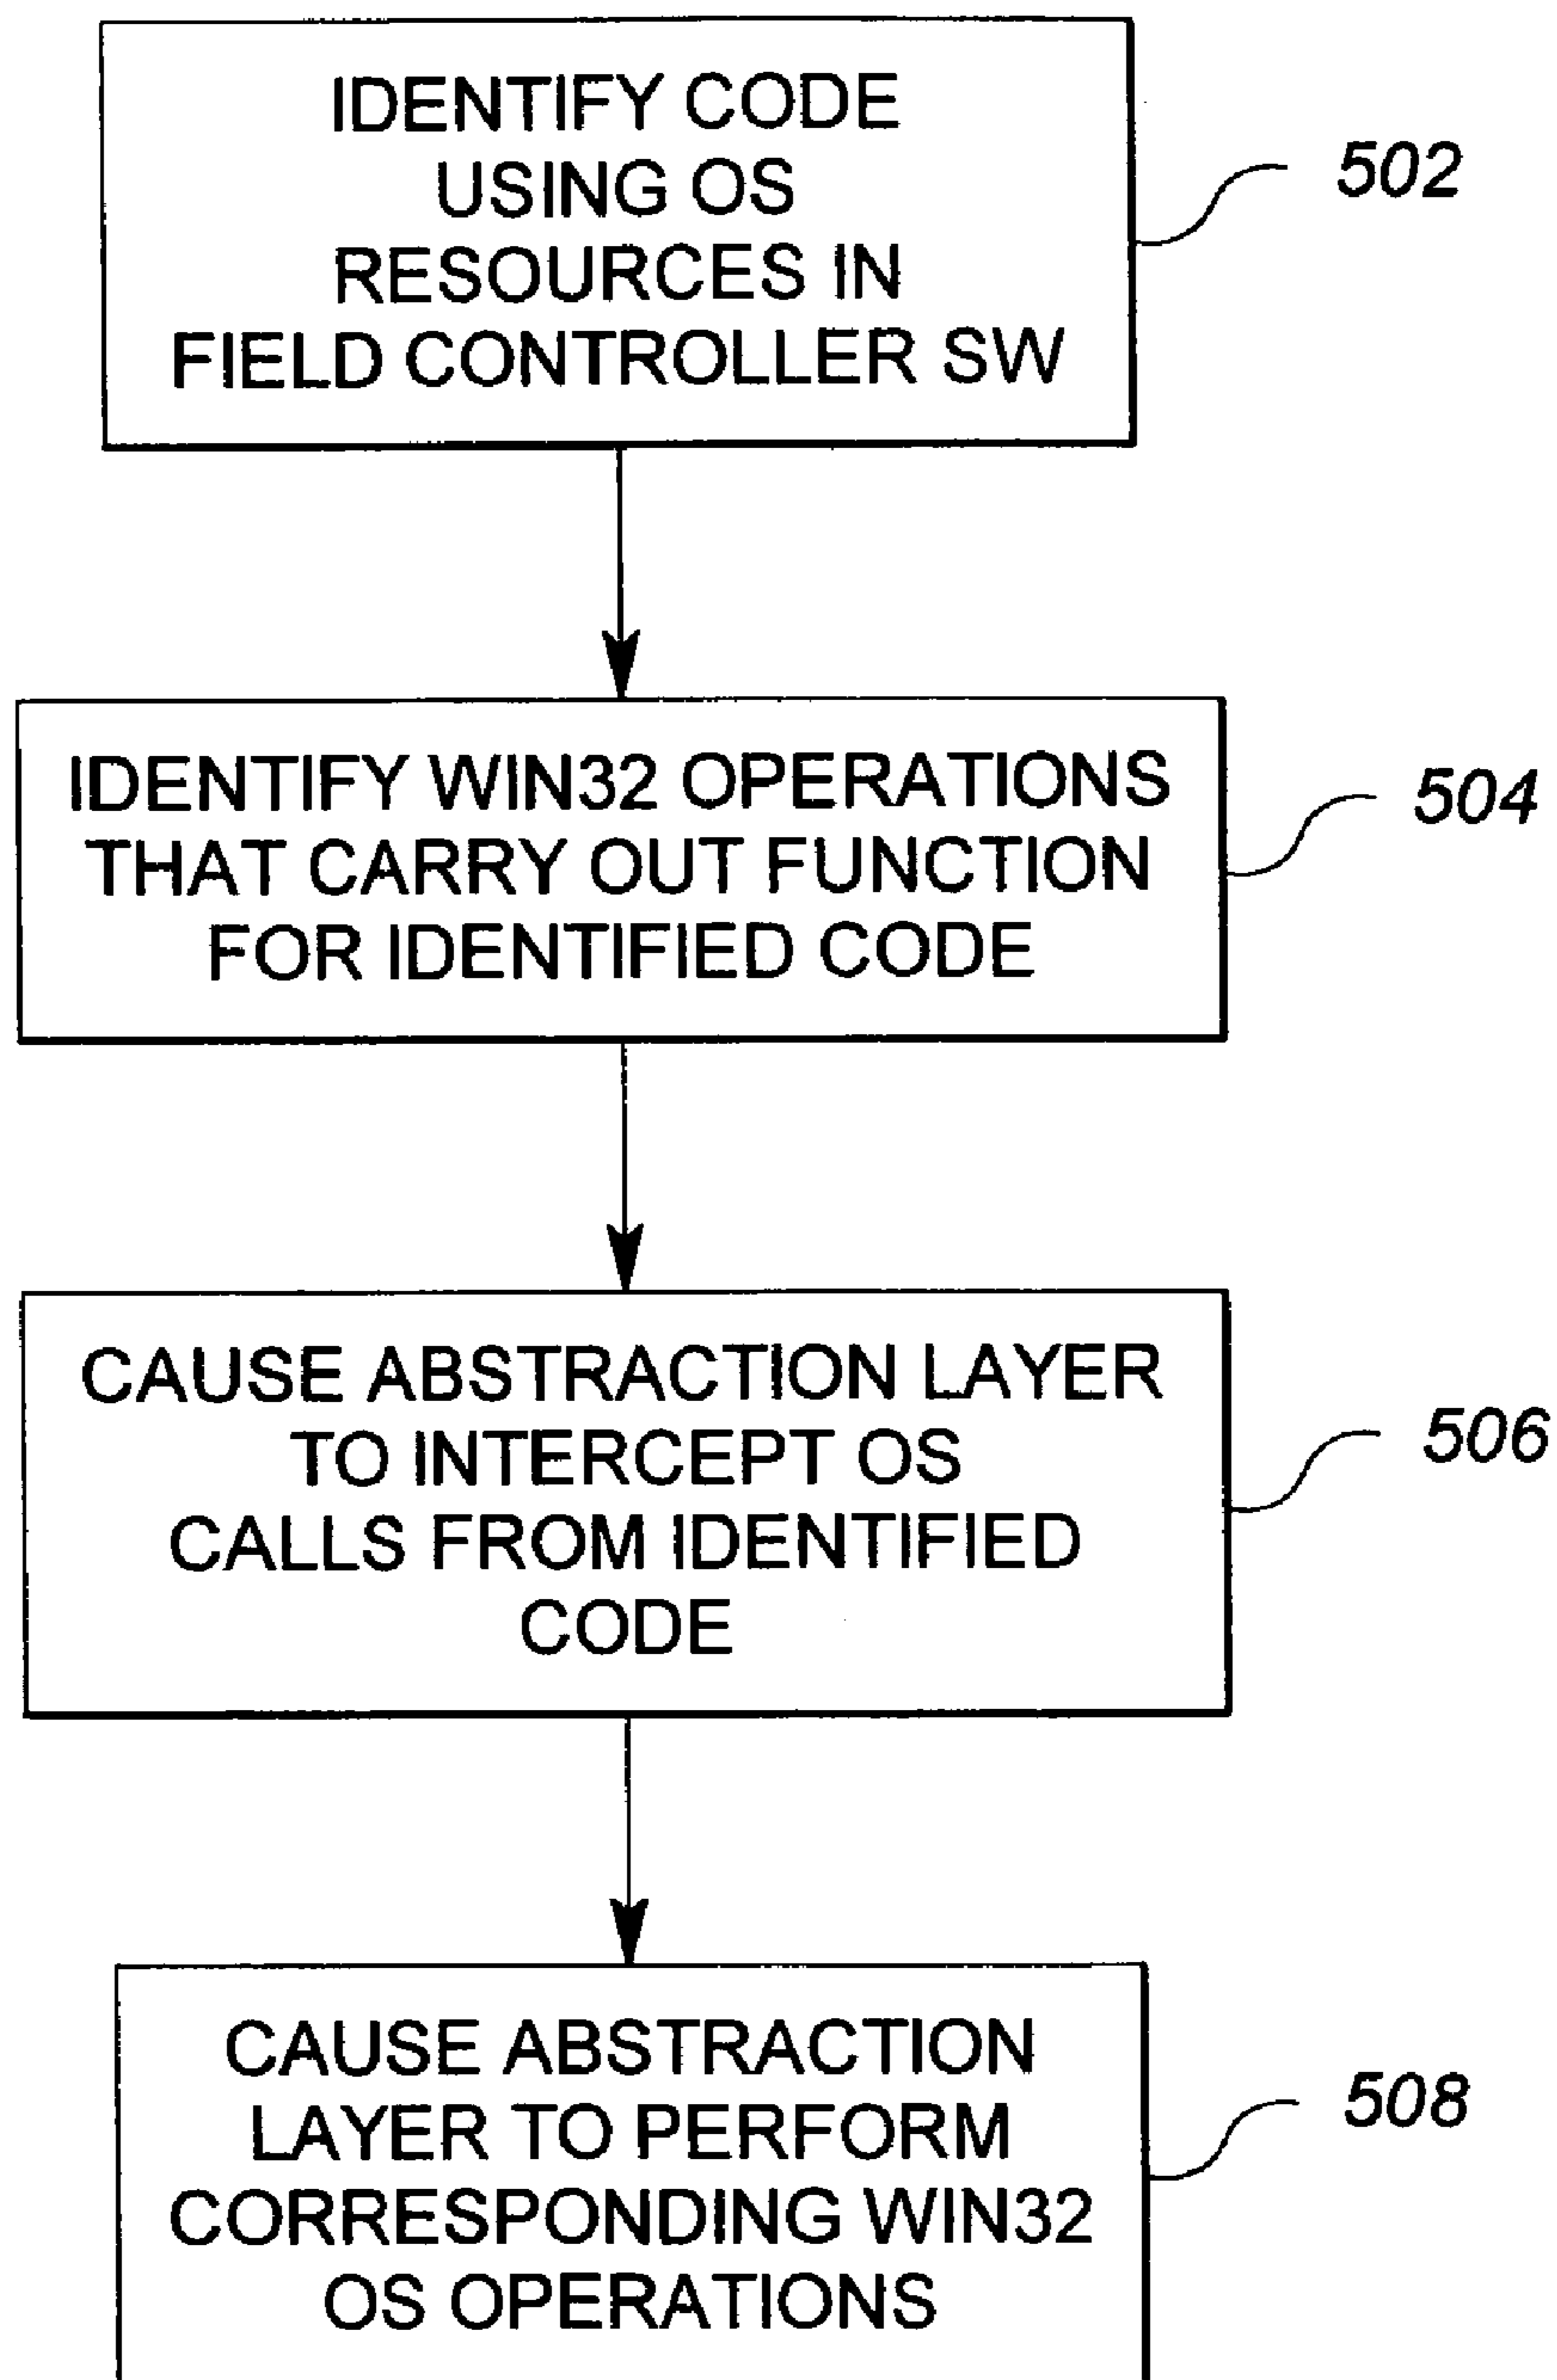 IDENTIFY CODE
USING OS
RESOURCES IN
FIELD CONTROLLER SW
502
IDENTIFY WIN32 OPERATIONS
THAT CARRY OUT FUNCTION
FOR IDENTIFIED CODE
504
CAUSE ABSTRACTION LAYER
TO INTERCEPT OS
CALLS FROM IDENTIFIED
CODE
506
CAUSE ABSTRACTION
LAYER TO PERFORM
CORRESPONDING WIN32
OS OPERATIONS
508